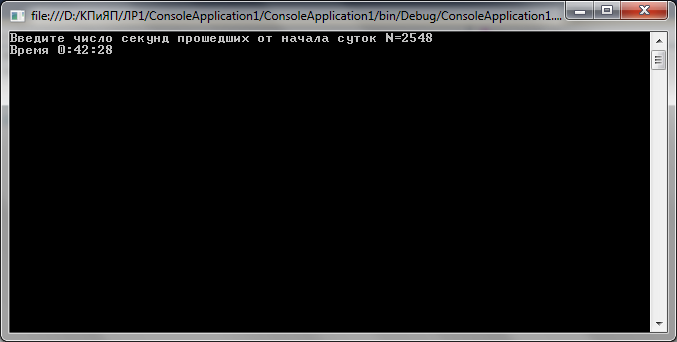 file:///D:/КПиЯП/ЛР1/ConsoleApplication1/ConsoleApplication1/bin/Debug/ConsoleApplication1....
Введите число секунд прошедших от начала суток N=2548
Время 0:42:28